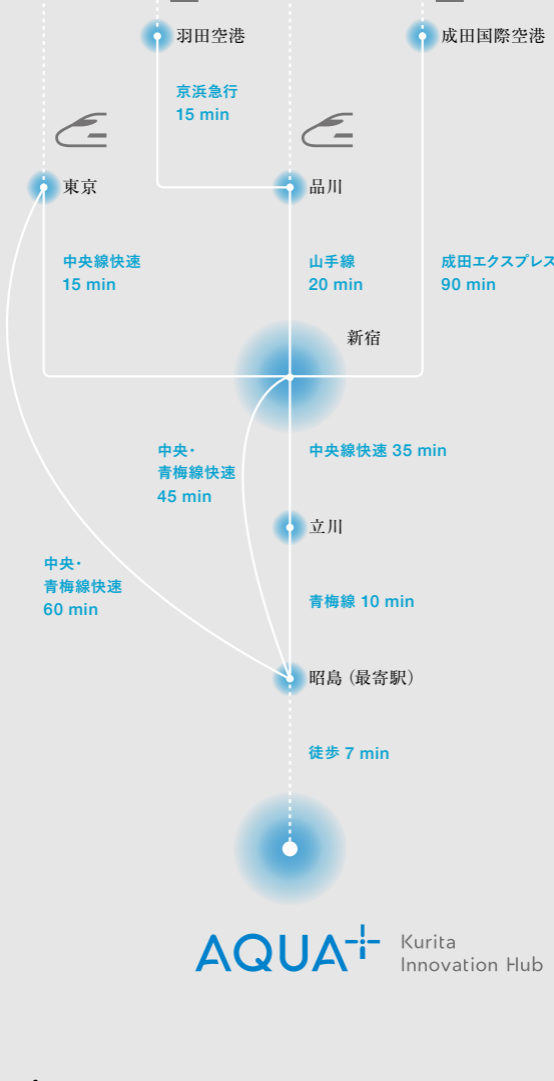 羽田空港
成田国際空港
京浜急行
15 min
東京
品川
中央線快速
15 min
山手線
20 min
成田エクスプレス
90 min
新宿
中央・
青梅線快速
45 min
中央線快速 35 min
立川
中央・
青梅線快速
60 min
青梅線 10 min
昭島（最寄駅）
徒歩 7 min
AQUA
Kurita
Innovation Hub